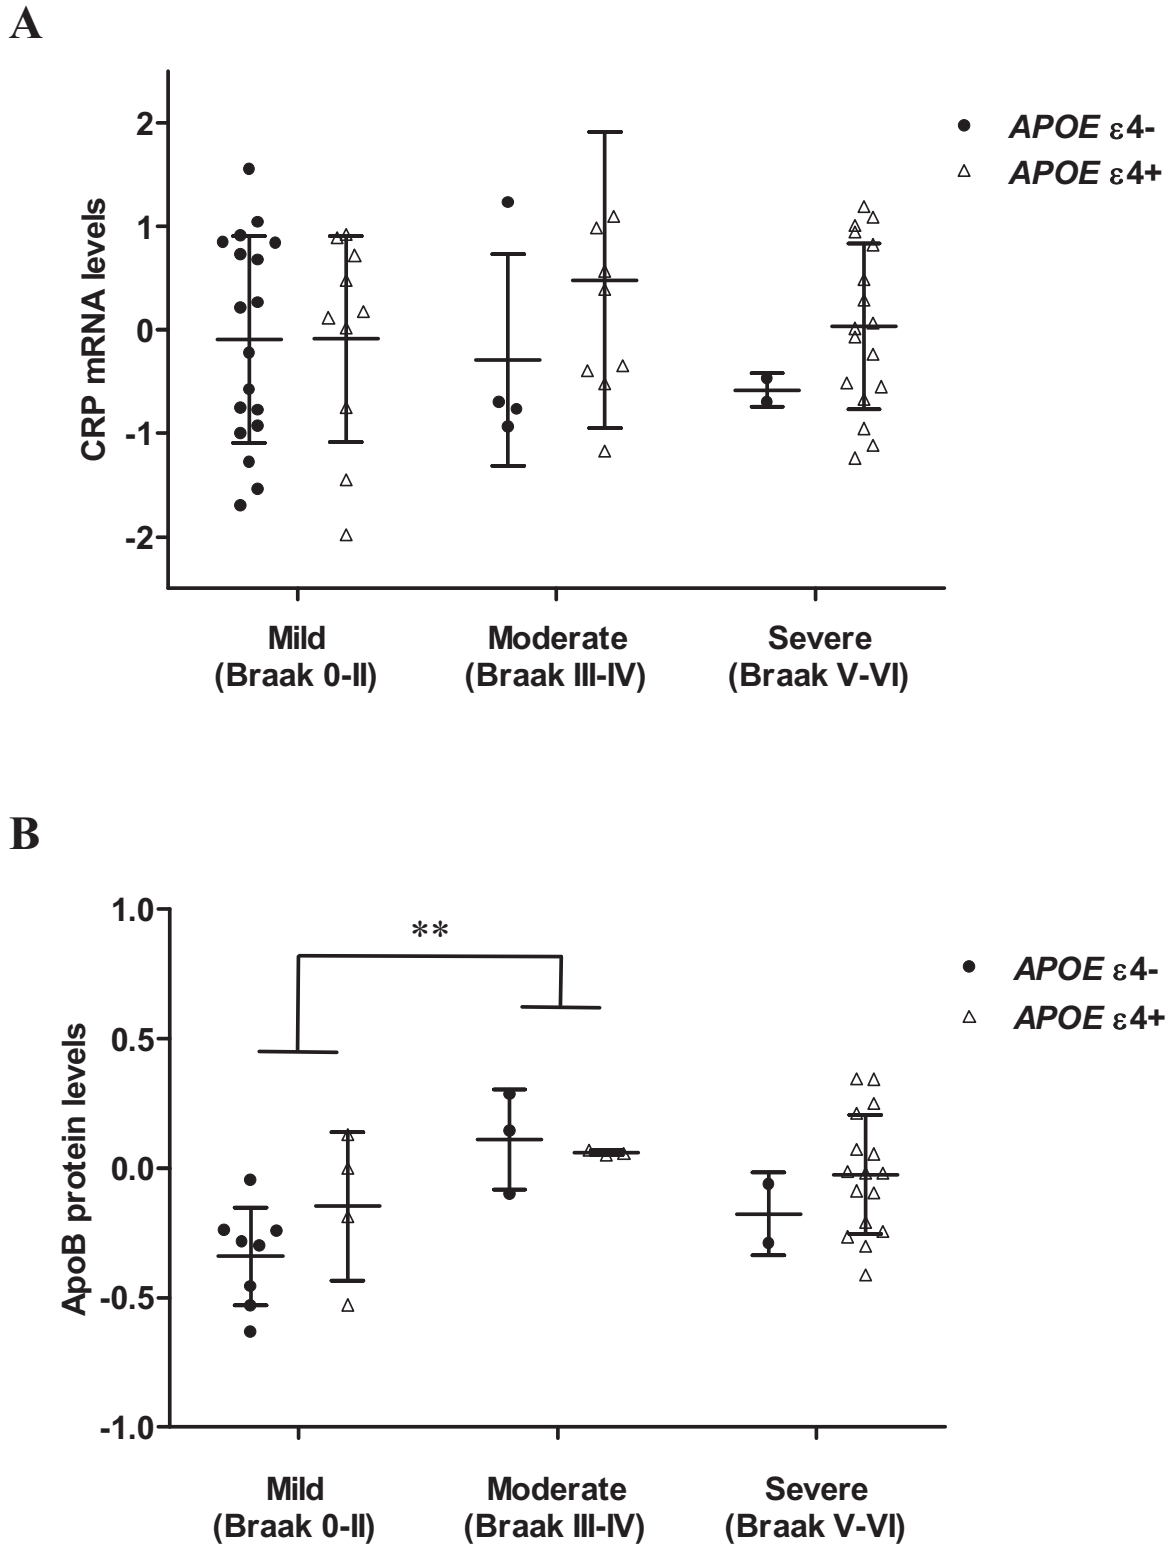 A
2
1
0
-1
-2
CRP mRNA levels
APOE ε4-
APOE ε4+
Mild
(Braak 0-II)
Moderate
(Braak III-IV)
Severe
(Braak V-VI)
B
1.0
0.5
0.0
-0.5
-1.0
ApoB protein levels
**
APOE ε4-
APOE ε4+
Mild
(Braak 0-II)
Moderate
(Braak III-IV)
Severe
(Braak V-VI)